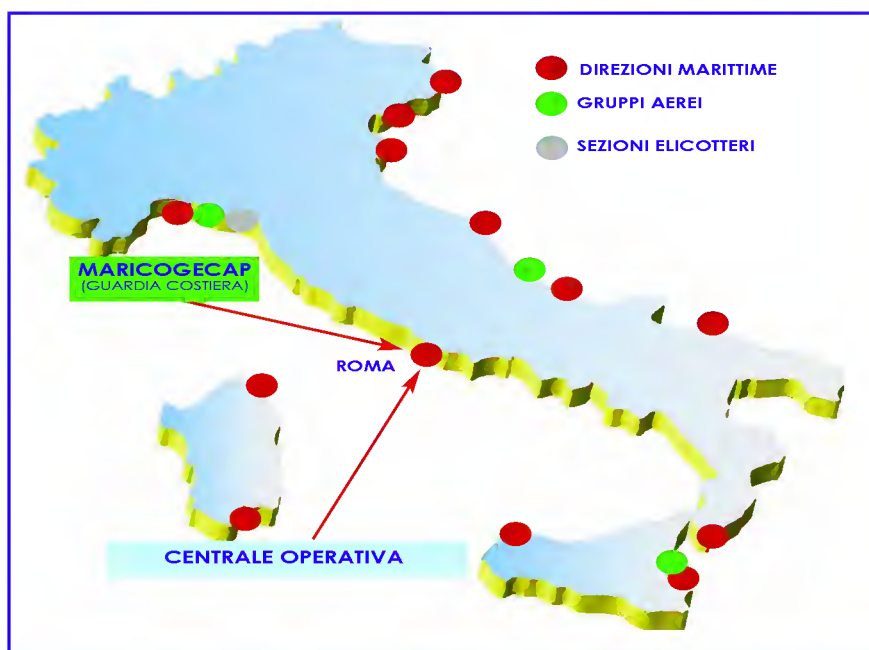 DIREZIONI MARITTIME
GRUPPI AEREI
SEZIONI ELICOTTERI
MARICOGECAP
(GUARDIA COSTIERA)
ROMA
CENTRALE OPERATIVA